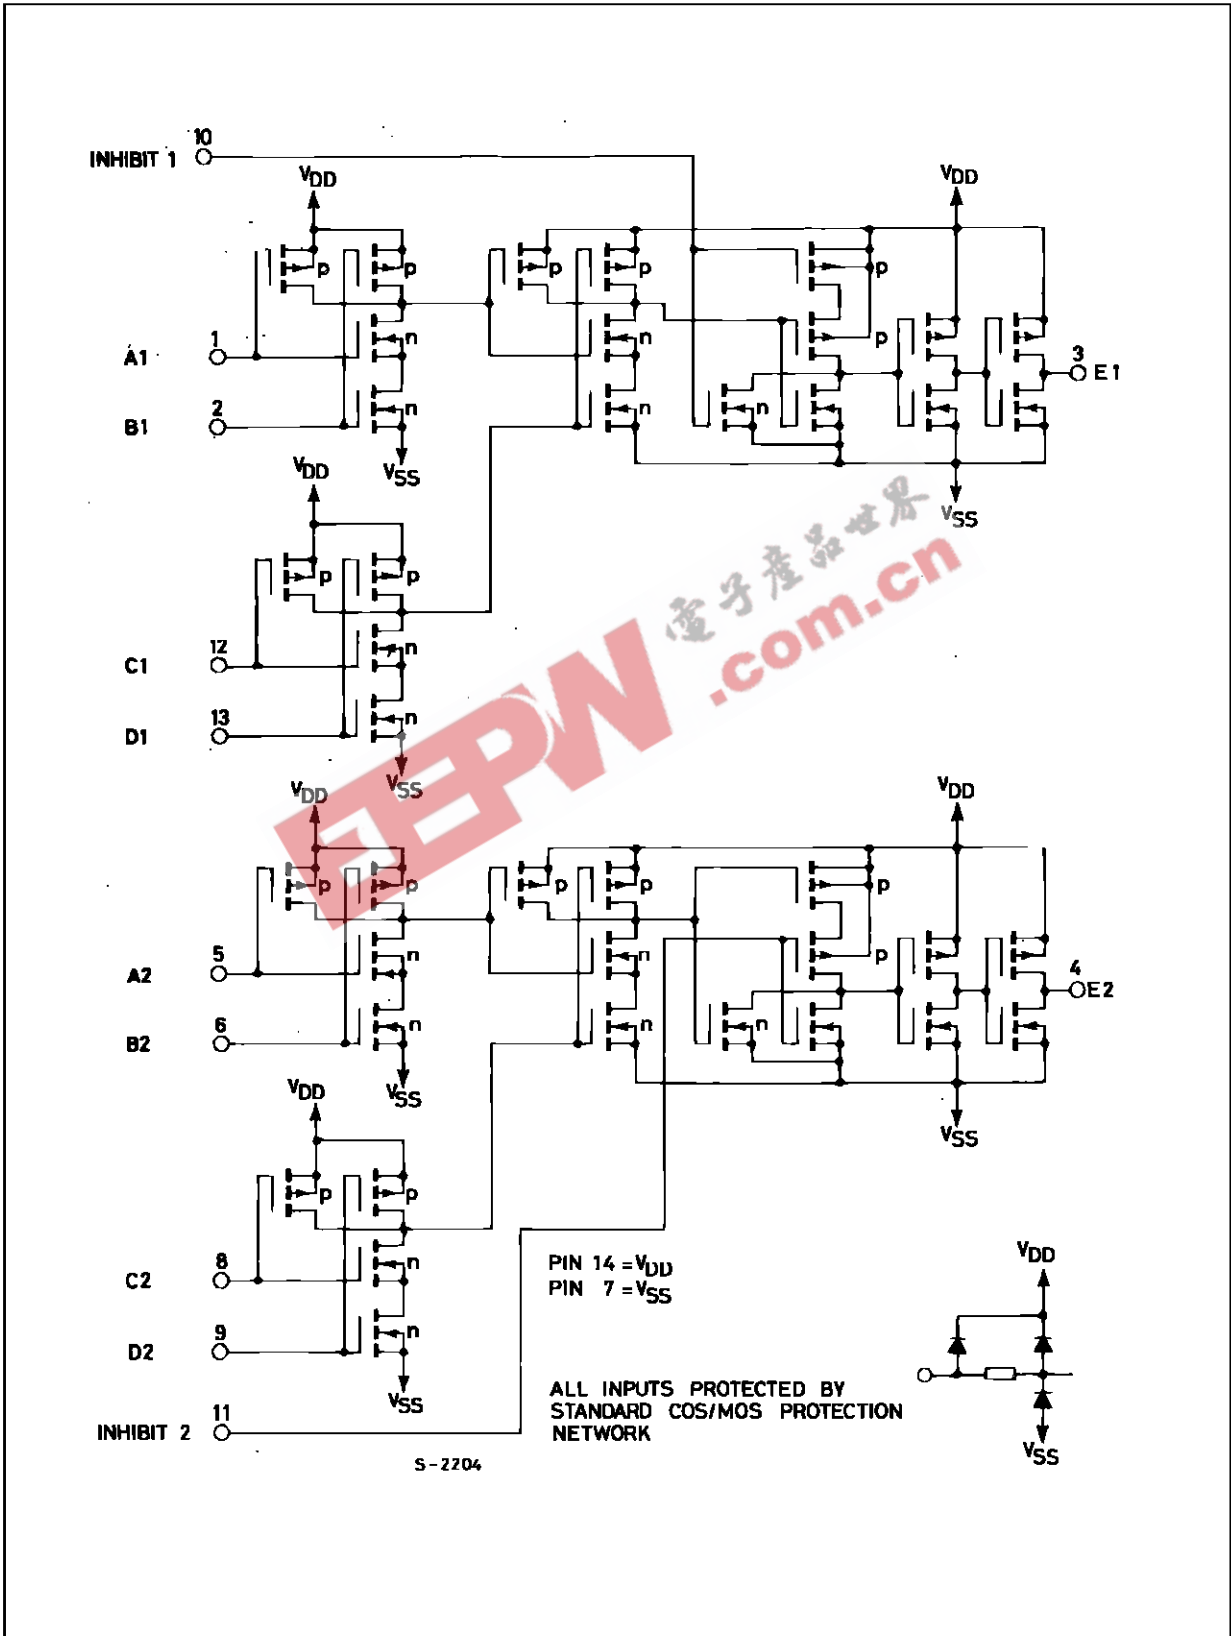 10
INHIBIT 1
VDD
VDD
p
p
p
p
p
n
n
p
1
A1
3
E1
2
B1
n
n
n
VSS
VDD
VSS
電子產品世界
.com.cn
EEPW
p
p
12
C1
n
13
D1
n
VSS
VDD
VDD
p
p
p
p
p
n
n
p
5
A2
4
E2
6
B2
n
n
n
VSS
VDD
VSS
p
p
8
C2
n
9
D2
n
VSS
11
INHIBIT 2
S-2204
PIN 14 = VDD
PIN 7 = VSS
ALL INPUTS PROTECTED BY
STANDARD COS/MOS PROTECTION
NETWORK
VDD
VSS